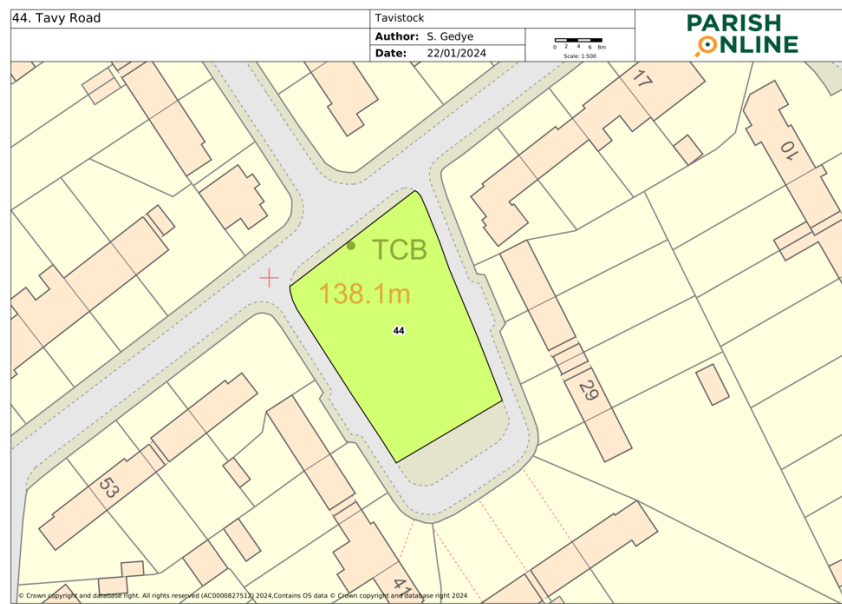 44. Tavy Road
Tavistock
Author: S. Gedye
Date: 22/01/2024
0 2 4 6 8m
Scale: 1:500
PARISH
ONLINE
17
10
TCB
138.1m
44
29
53
41
© Crown copyright and database right. All rights reserved (AC0000827512) 2024,Contains OS data © Crown copyright and database right 2024